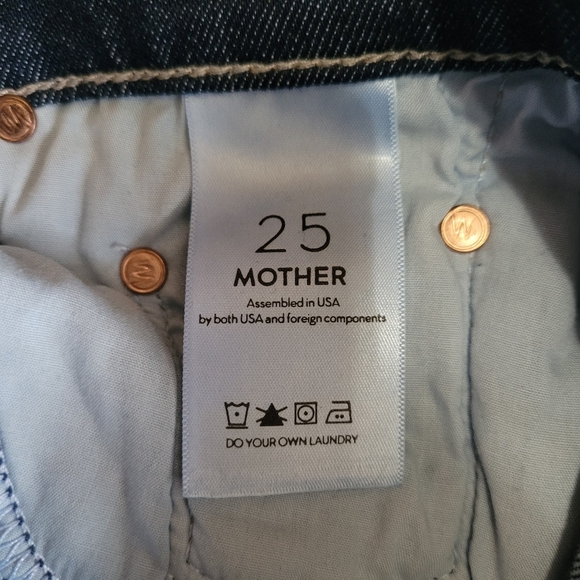 25
MOTHER
Assembled in USA
by both USA and foreign components
DO YOUR OWN LAUNDRY
M
M
M